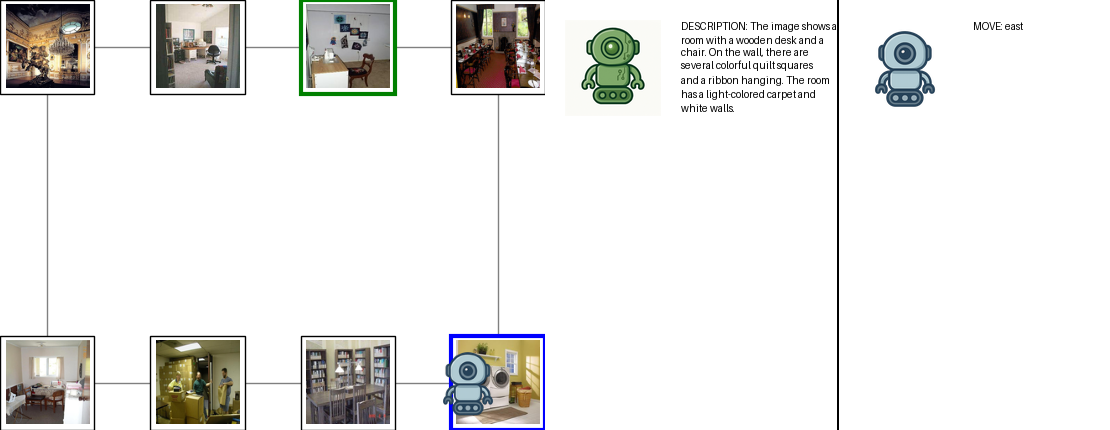 DESCRIPTION: The image shows a
room with a wooden desk and a
chair. On the wall, there are
several colorful quilt squares
and a ribbon hanging. The room
has a light-colored carpet and
white walls.
MOVE: east